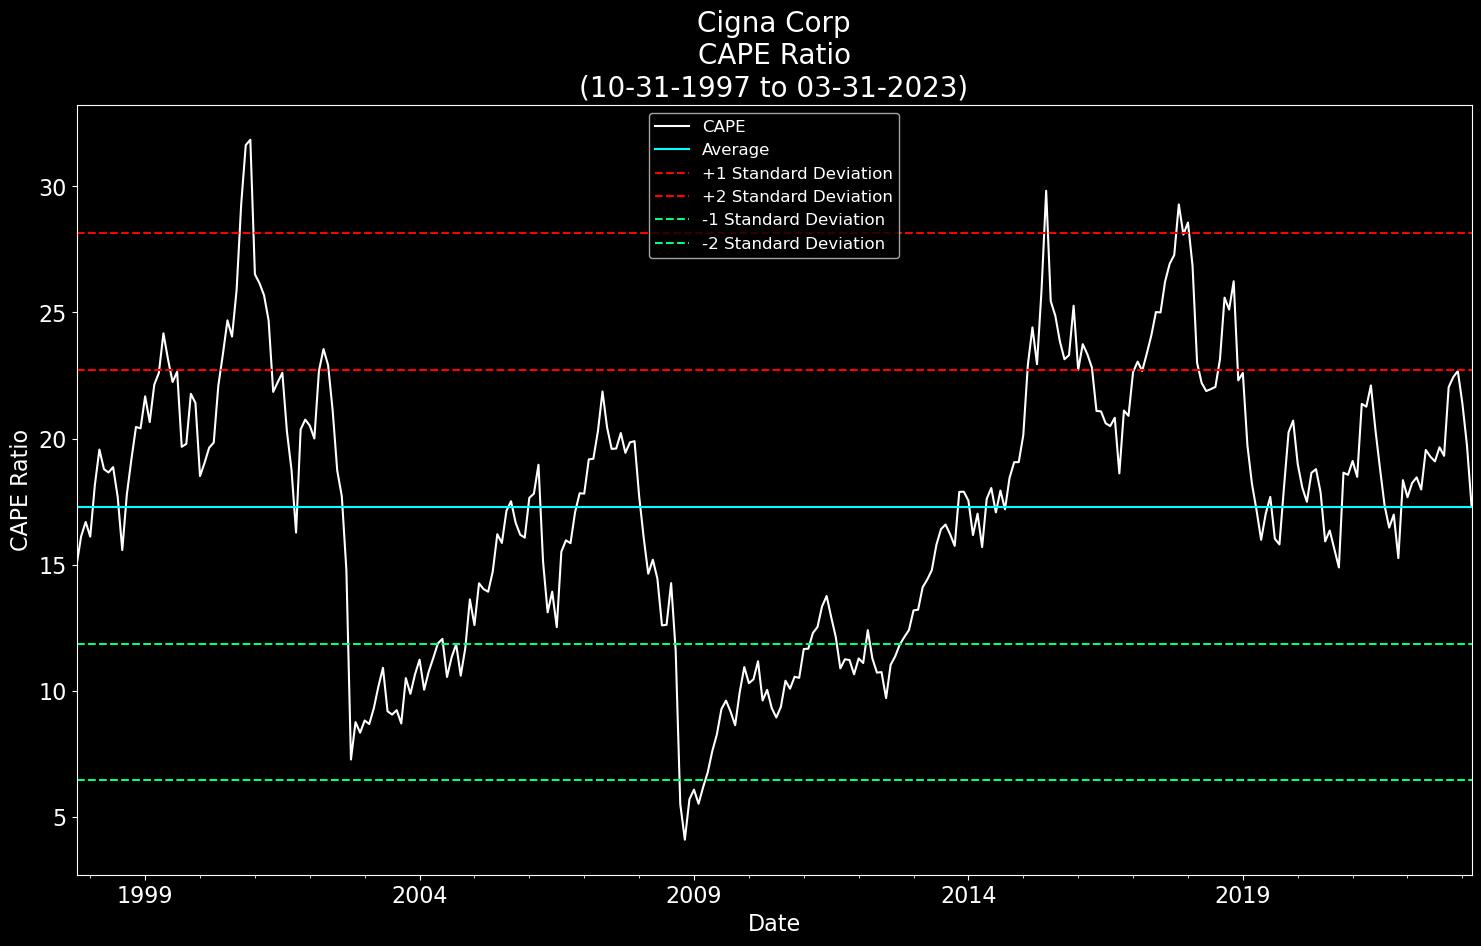 Cigna Corp
CAPE Ratio
(10-31-1997 to 03-31-2023)
CAPE
Average
+1 Standard Deviation
+2 Standard Deviation
-1 Standard Deviation
-2 Standard Deviation
CAPE Ratio
30
25
20
15
10
5
1999
2004
2009
2014
2019
Date